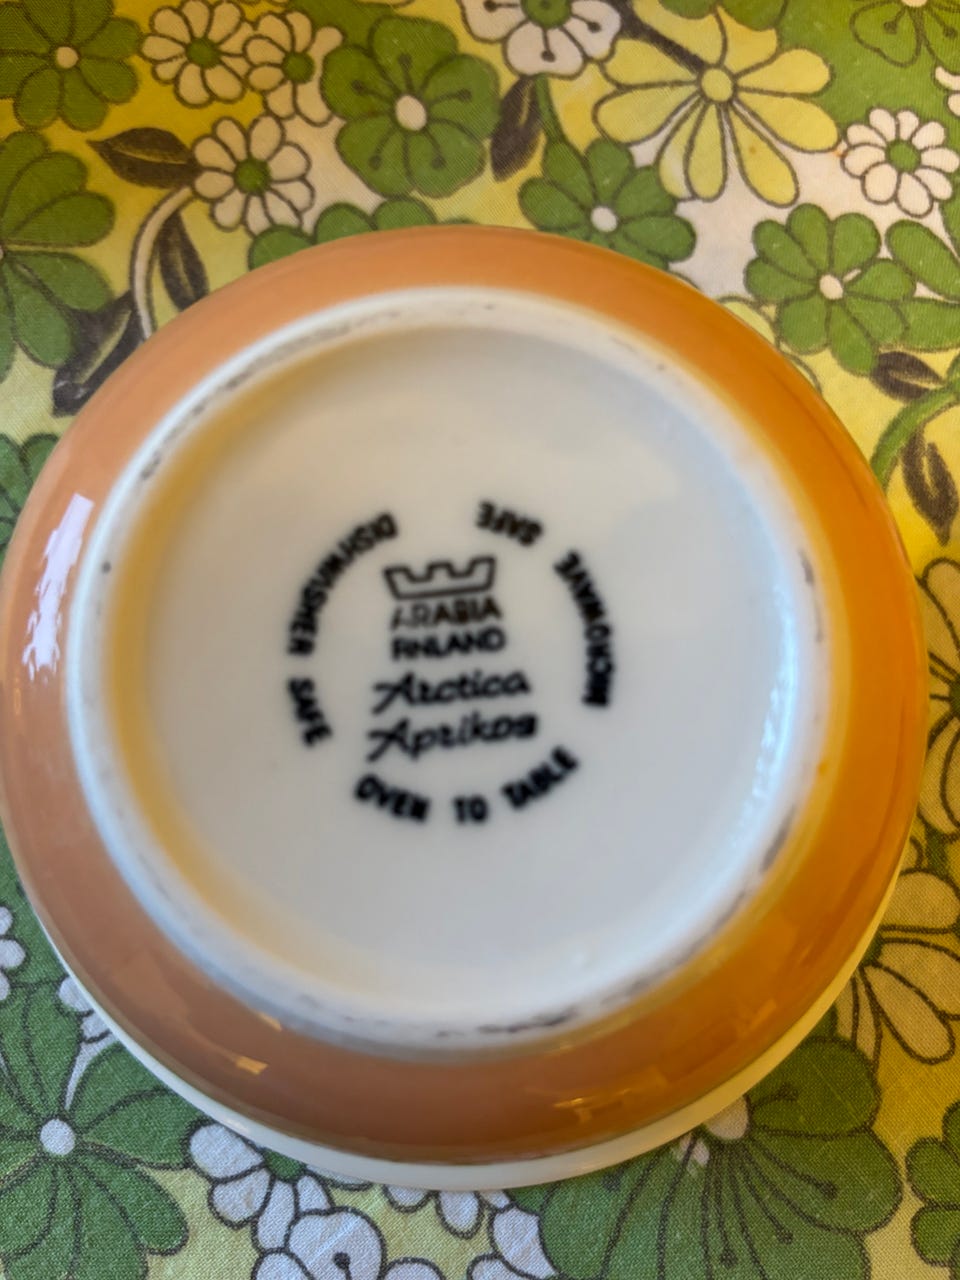 ARABIA
FINLAND
Arctica
Aprikos
DISHWASHER SAFE
OVEN TO TABLE
MICROWAVE SAFE